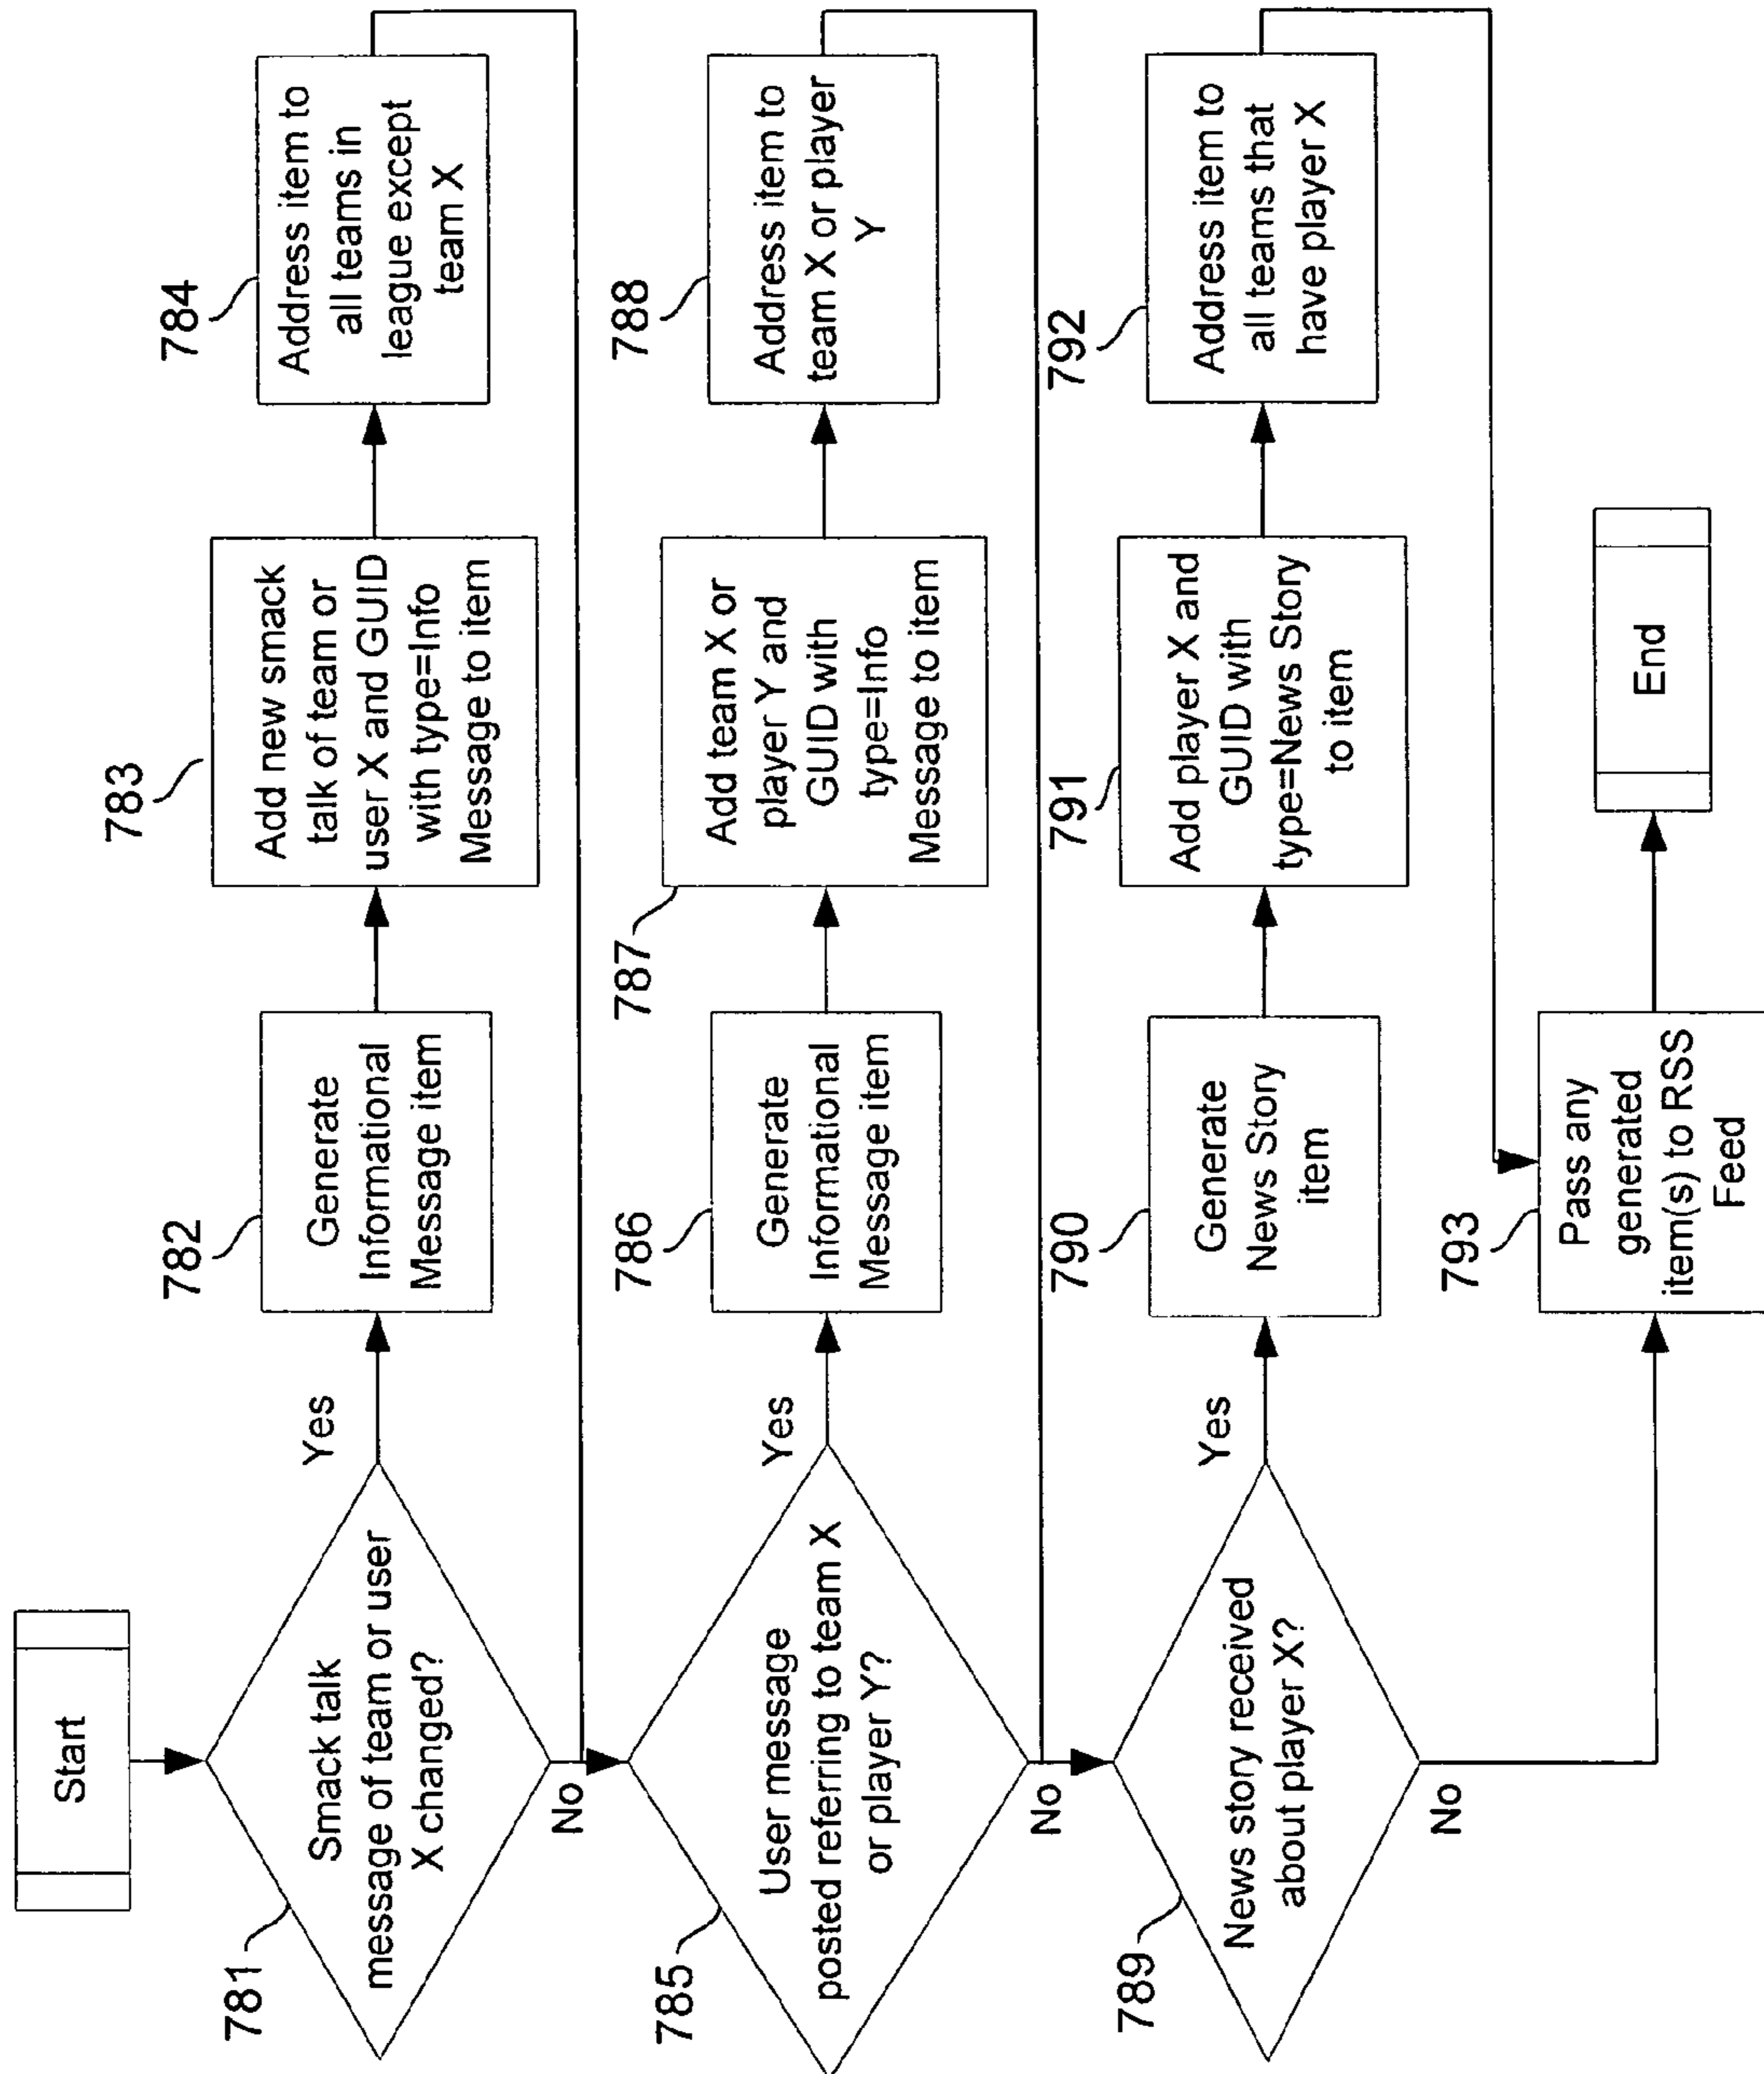 Start
781
Smack talk
message of team or user
X changed?
Yes
No
782
Generate
Informational
Message item
783
Add new smack
talk of team or
user X and GUID
with type=Info
Message to item
784
Address item to
all teams in
league except
team X
785
User message
posted referring to team X
or player Y?
Yes
No
786
Generate
Informational
Message item
787
Add team X or
player Y and
GUID with
type=Info
Message to item
788
Address item to
team X or player
Y
789
News story received
about player X?
Yes
No
790
Generate
News Story
item
791
Add player X and
GUID with
type=News Story
to item
792
Address item to
all teams that
have player X
793
Pass any
generated
item(s) to RSS
Feed
End